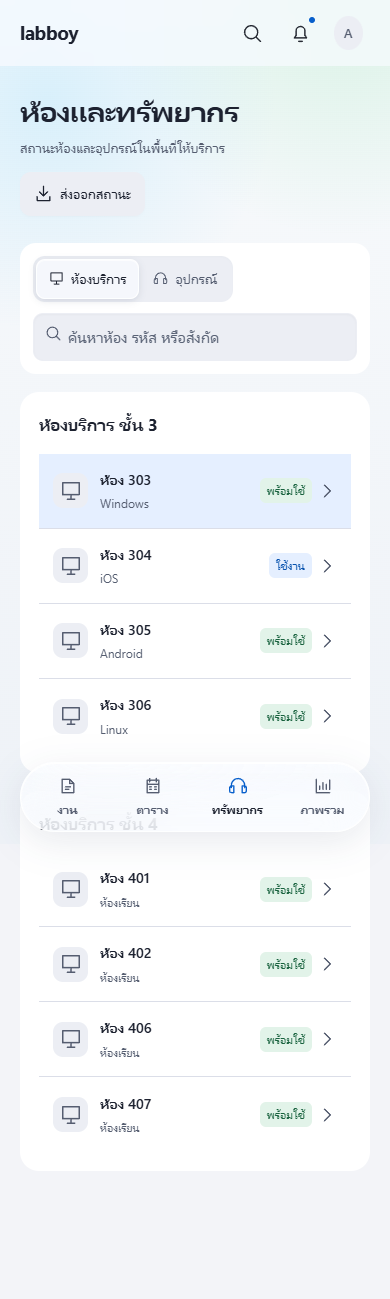 labboy
A
ห้องและทรัพยากร
สถานะห้องและอุปกรณ์ในพื้นที่ให้บริการ
ส่งออกสถานะ
ห้องบริการ
อุปกรณ์
ค้นหาห้อง รหัส หรือสังกัด
ห้องบริการ ชั้น 3
ห้อง 303
Windows
พร้อมใช้
ห้อง 304
iOS
ใช้งาน
ห้อง 305
Android
พร้อมใช้
ห้อง 306
Linux
พร้อมใช้
งาน
ตาราง
ทรัพยากร
ภาพรวม
ห้องบริการ ชั้น 4
ห้อง 401
ห้องเรียน
พร้อมใช้
ห้อง 402
ห้องเรียน
พร้อมใช้
ห้อง 406
ห้องเรียน
พร้อมใช้
ห้อง 407
ห้องเรียน
พร้อมใช้